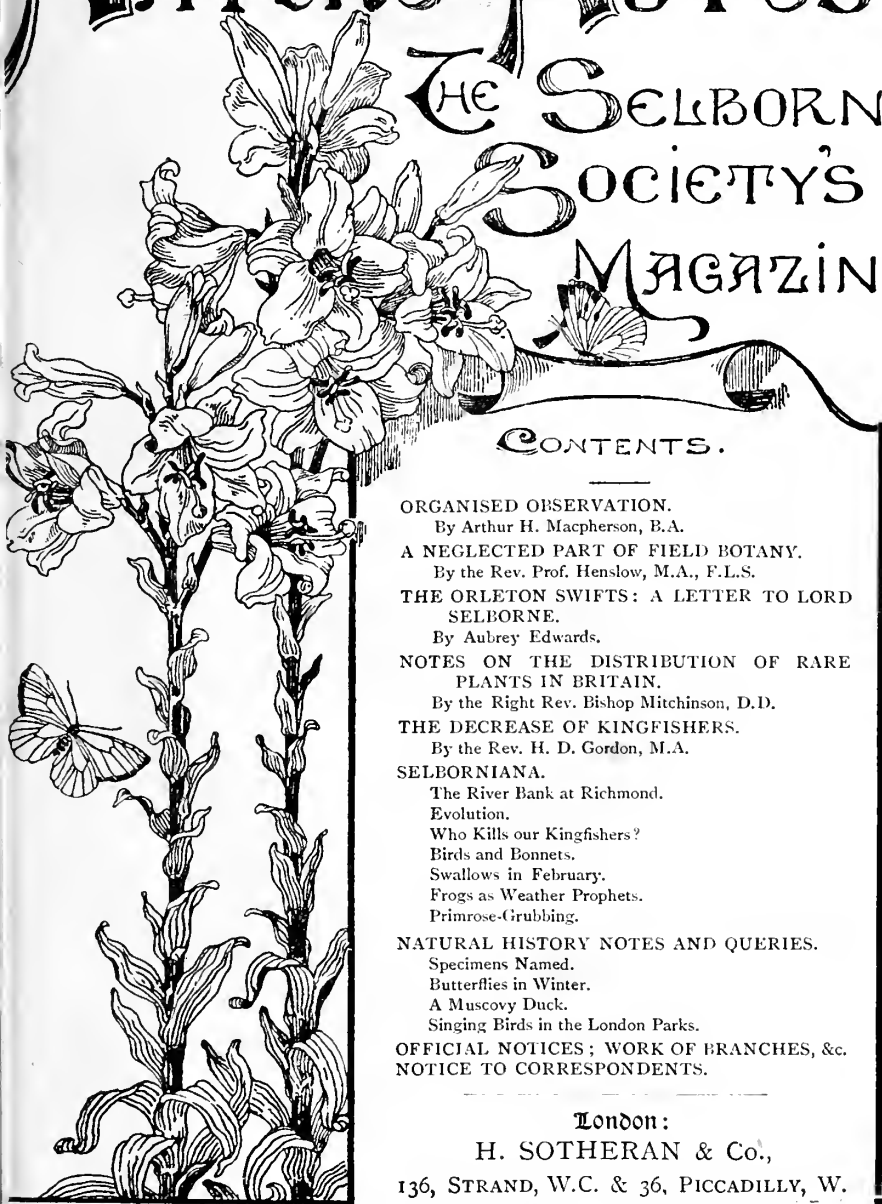 THE SELBORN
SOCIETY'S
MAGAZIN
CONTENTS.
ORGANISED OBSERVATION.
By Arthur H. Macpherson, B.A.
A NEGLECTED PART OF FIELD BOTANY.
By the Rev. Prof. Henslow, M.A., F.L.S.
THE ORLETON SWIFTS: A LETTER TO LORD
SELBORNE.
By Aubrey Edwards.
NOTES ON THE DISTRIBUTION OF RARE
PLANTS IN BRITAIN.
By the Right Rev. Bishop Mitchinson, D.D.
THE DECREASE OF KINGFISHERS.
By the Rev. H. D. Gordon, M.A.
SELBORNIANA.
The River Bank at Richmond.
Evolution.
Who Kills our Kingfishers?
Birds and Bonnets.
Swallows in February.
Frogs as Weather Prophets.
Primrose-Grubbing.
NATURAL HISTORY NOTES AND QUERIES.
Specimens Named.
Butterflies in Winter.
A Muscovy Duck.
Singing Birds in the London Parks.
OFFICIAL NOTICES; WORK OF BRANCHES, &c.
NOTICE TO CORRESPONDENTS.
London:
H. SOTHERAN & Co.,
136, STRAND, W.C. & 36, PICCADILLY, W.